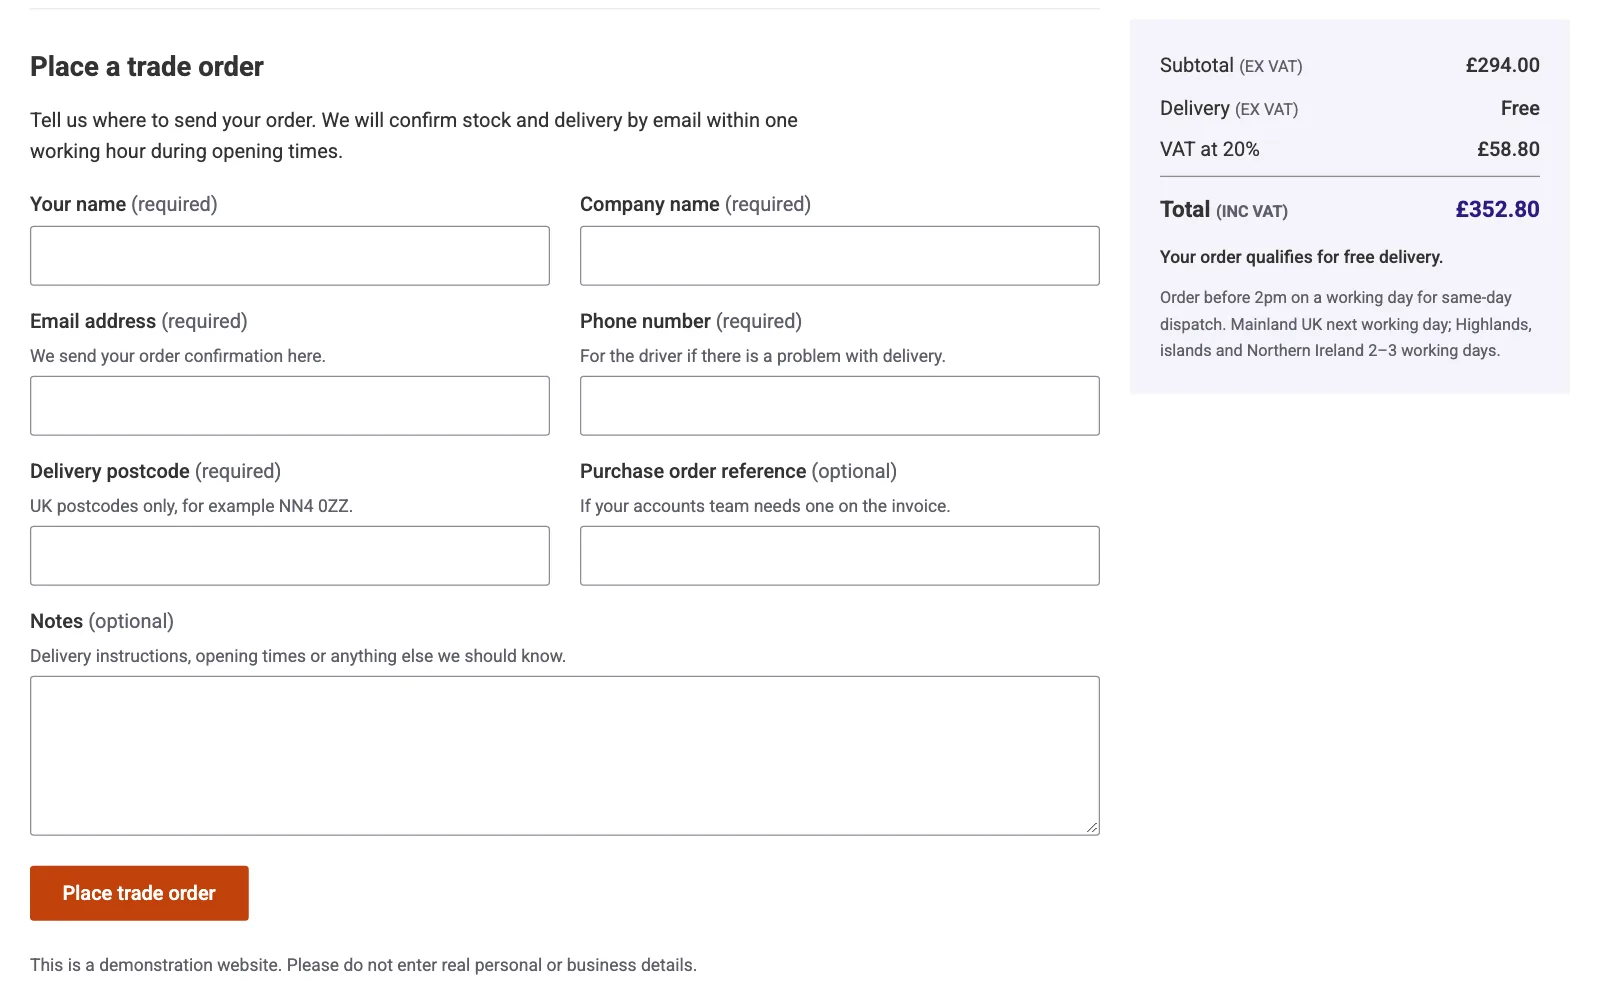 Place a trade order
Tell us where to send your order. We will confirm stock and delivery by email within one
working hour during opening times.
Your name (required)
Company name (required)
Email address (required)
We send your order confirmation here.
Phone number (required)
For the driver if there is a problem with delivery.
Delivery postcode (required)
UK postcodes only, for example NN4 0ZZ.
Purchase order reference (optional)
If your accounts team needs one on the invoice.
Notes (optional)
Delivery instructions, opening times or anything else we should know.
Place trade order
This is a demonstration website. Please do not enter real personal or business details.
Subtotal (EX VAT) £294.00
Delivery (EX VAT) Free
VAT at 20% £58.80
Total (INC VAT) £352.80
Your order qualifies for free delivery.
Order before 2pm on a working day for same-day
dispatch. Mainland UK next working day; Highlands,
islands and Northern Ireland 2–3 working days.